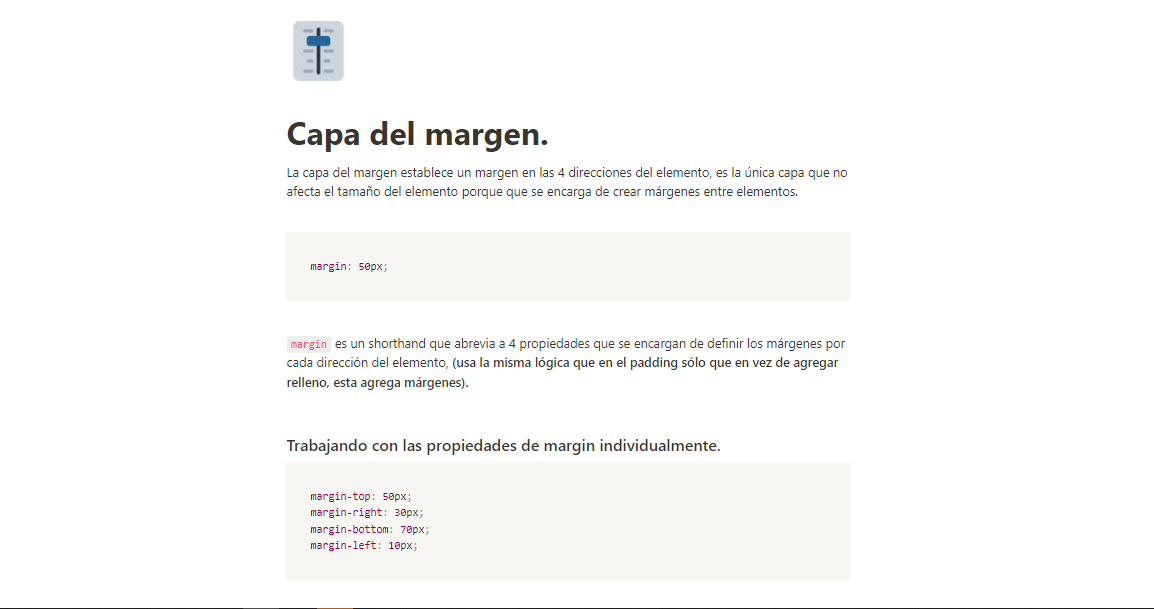 Capa del margen.
La capa del margen establece un margen en las 4 direcciones del elemento, es la única capa que no
afecta el tamaño del elemento porque que se encarga de crear márgenes entre elementos.
margin: 50px;
margin es un shorthand que abrevia a 4 propiedades que se encargan de definir los márgenes por
cada dirección del elemento, (usa la misma lógica que en el padding sólo que en vez de agregar
relleno, esta agrega márgenes).
Trabajando con las propiedades de margin individualmente.
margin-top: 50px;
margin-right: 30px;
margin-bottom: 70px;
margin-left: 10px;